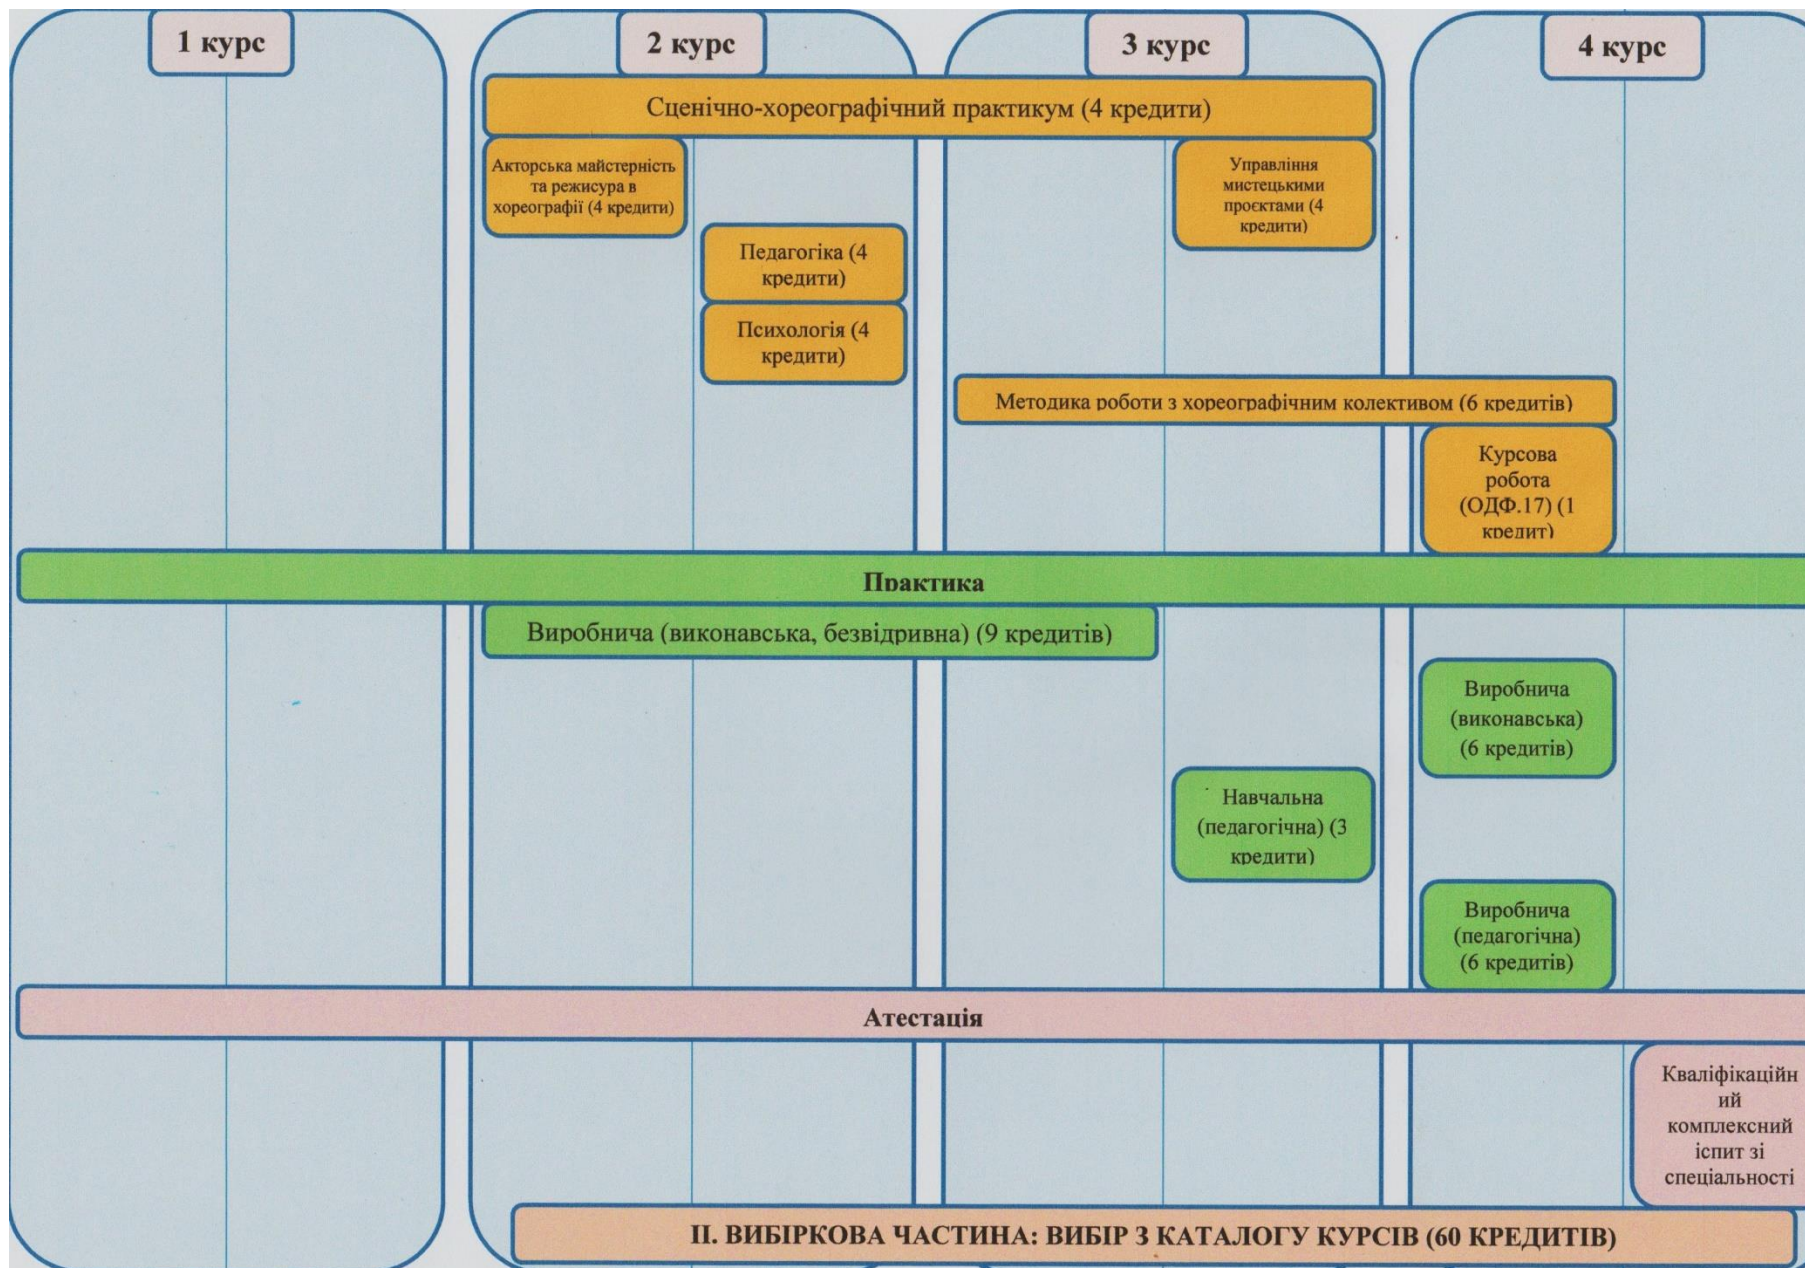 1 курс
2 курс
3 курс
4 курс
Сценічно-хореографічний практикум (4 кредити)
Акторська майстерність
та режисура в
хореографії (4 кредити)
Управління
мистецькими
проєктами (4
кредити)
Педагогіка (4
кредити)
Психологія (4
кредити)
Методика роботи з хореографічним колективом (6 кредитів)
Курсова
робота
(ОДФ.17) (1
кредит)
Практика
Виробнича (виконавська, безвідривна) (9 кредитів)
Виробнича
(виконавська)
(6 кредитів)
Навчальна
(педагогічна) (3
кредити)
Виробнича
(педагогічна)
(6 кредитів)
Атестація
Кваліфікаційн
ий
комплексний
іспит зі
спеціальності
ІІ. ВИБІРКОВА ЧАСТИНА: ВИБІР З КАТАЛОГУ КУРСІВ (60 КРЕДИТІВ)